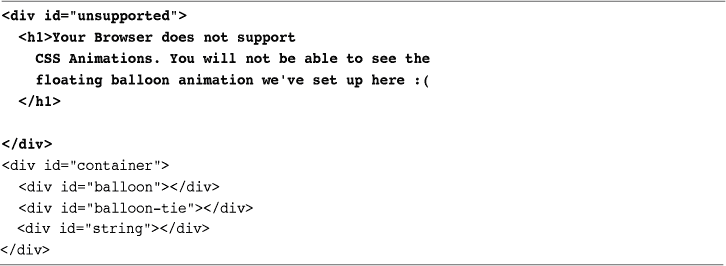 <div id="unsupported">
  <h1>Your Browser does not support
    CSS Animations. You will not be able to see the
    floating balloon animation we've set up here :(
  </h1>

</div>
<div id="container">
  <div id="balloon"></div>
  <div id="balloon-tie"></div>
  <div id="string"></div>
</div>